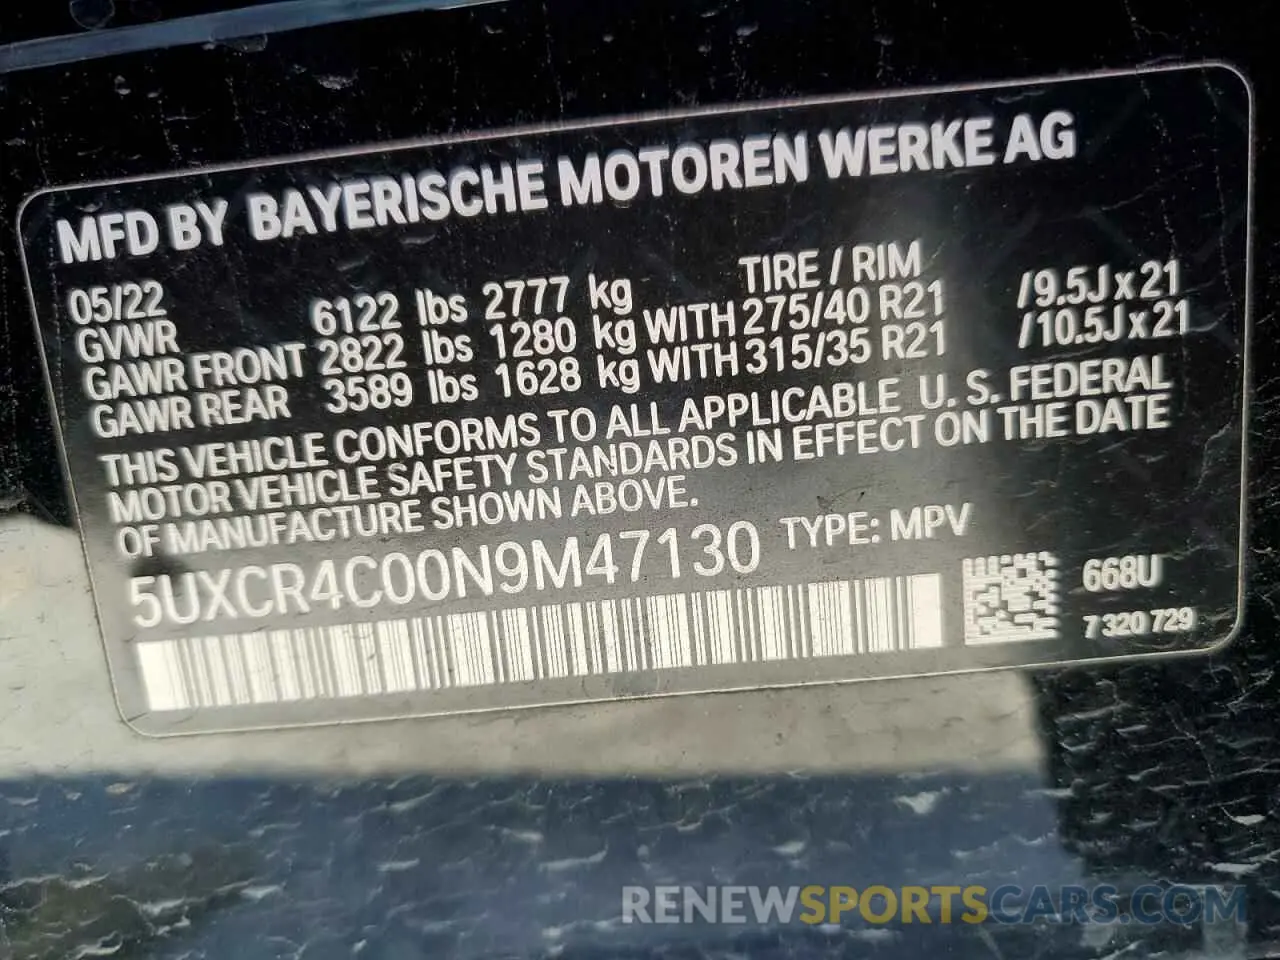 MFD BY BAYERISCHE MOTOREN WERKE AG
05/22 TIRE / RIM
GVWR 6122 lbs 2777 kg
GAWR FRONT 2822 lbs 1280 kg WITH 275/40 R21 /9.5J x 21
GAWR REAR 3589 lbs 1628 kg WITH 315/35 R21 /10.5J x 21
THIS VEHICLE CONFORMS TO ALL APPLICABLE U. S. FEDERAL
MOTOR VEHICLE SAFETY STANDARDS IN EFFECT ON THE DATE
OF MANUFACTURE SHOWN ABOVE.
5UXCR4C00N9M47130 TYPE: MPV
668U
7 320 729
RENEWSPORTSCARS.COM